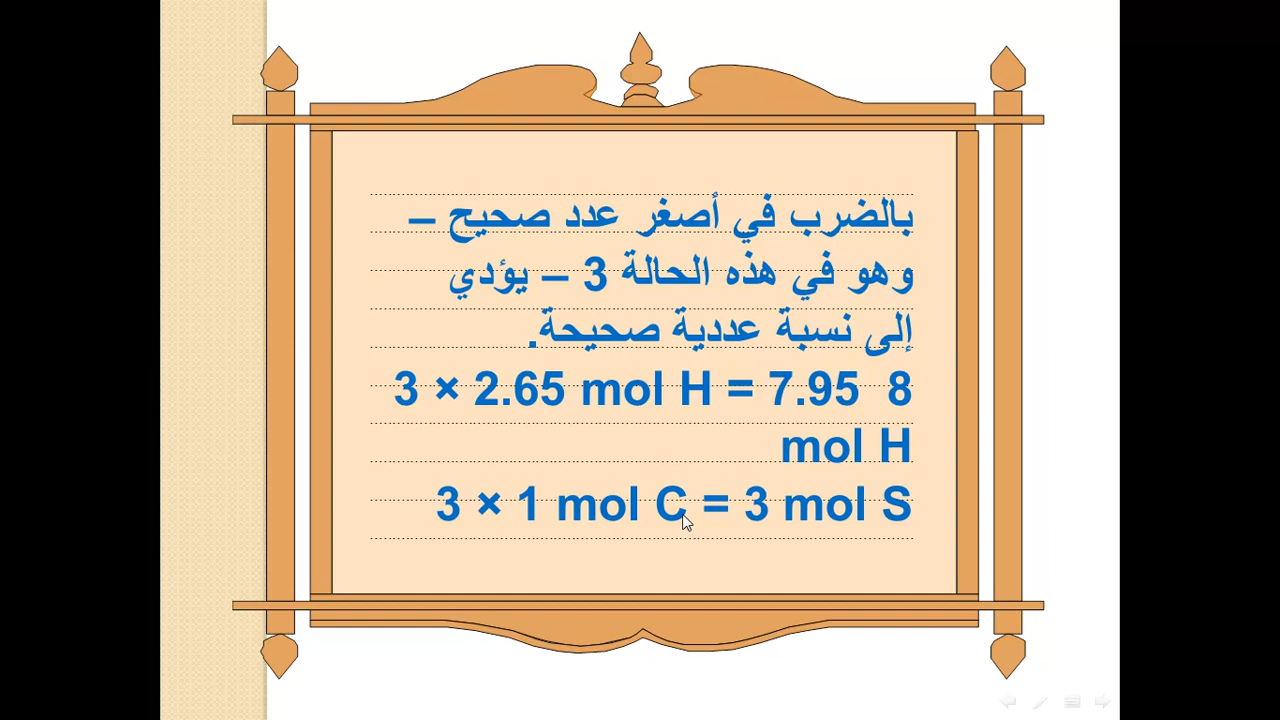 بالضرب في أصغر عدد صحيح –
وهو في هذه الحالة 3 – يؤدي
إلى نسبة عددية صحيحة.
3 × 2.65 mol H = 7.95 8
mol H
3 × 1 mol C = 3 mol S